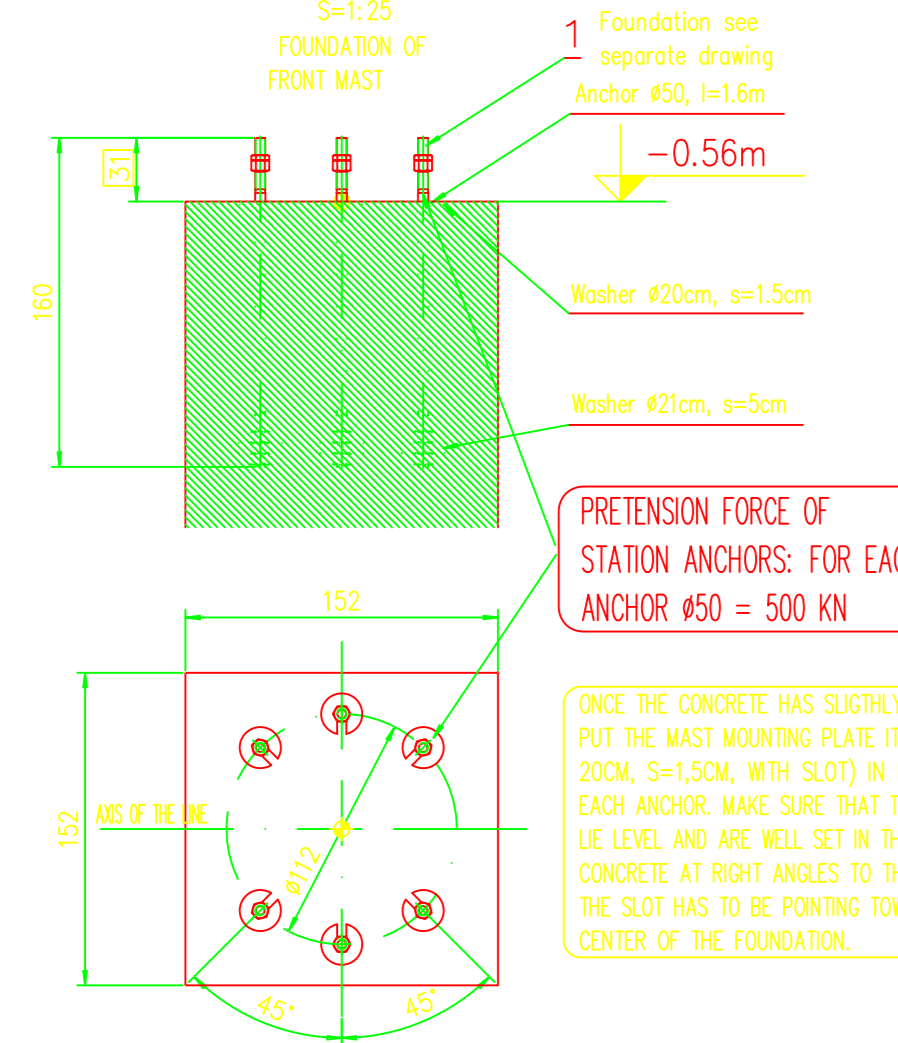 S=1:25
FOUNDATION OF
FRONT MAST
1
Foundation see
separate drawing
Anchor ø50, l=1.6m
-0.56m
31
160
Washer ø20cm, s=1.5cm
Washer ø21cm, s=5cm
PRETENSION FORCE OF
STATION ANCHORS: FOR EAC
ANCHOR ø50 = 500 KN
152
152
AXIS OF THE LINE
ø112
45°
45°
ONCE THE CONCRETE HAS SLIGTHLY
PUT THE MAST MOUNTING PLATE IT
20CM, S=1,5CM, WITH SLOT) IN
EACH ANCHOR. MAKE SURE THAT T
LIE LEVEL AND ARE WELL SET IN TH
CONCRETE AT RIGHT ANGLES TO TH
THE SLOT HAS TO BE POINTING TOW
CENTER OF THE FOUNDATION.